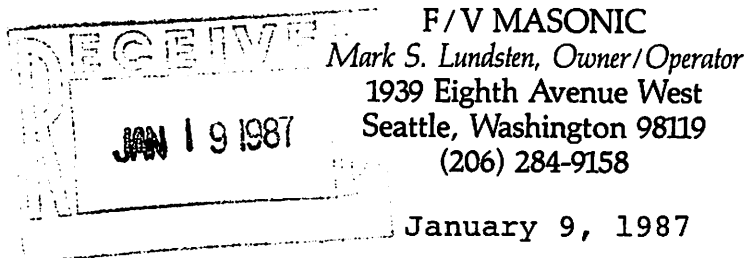 RECEIVE
JAN 19 1987
F/V MASONIC
Mark S. Lundsten, Owner/Operator
1939 Eighth Avenue West
Seattle, Washington 98119
(206) 284-9158
January 9, 1987